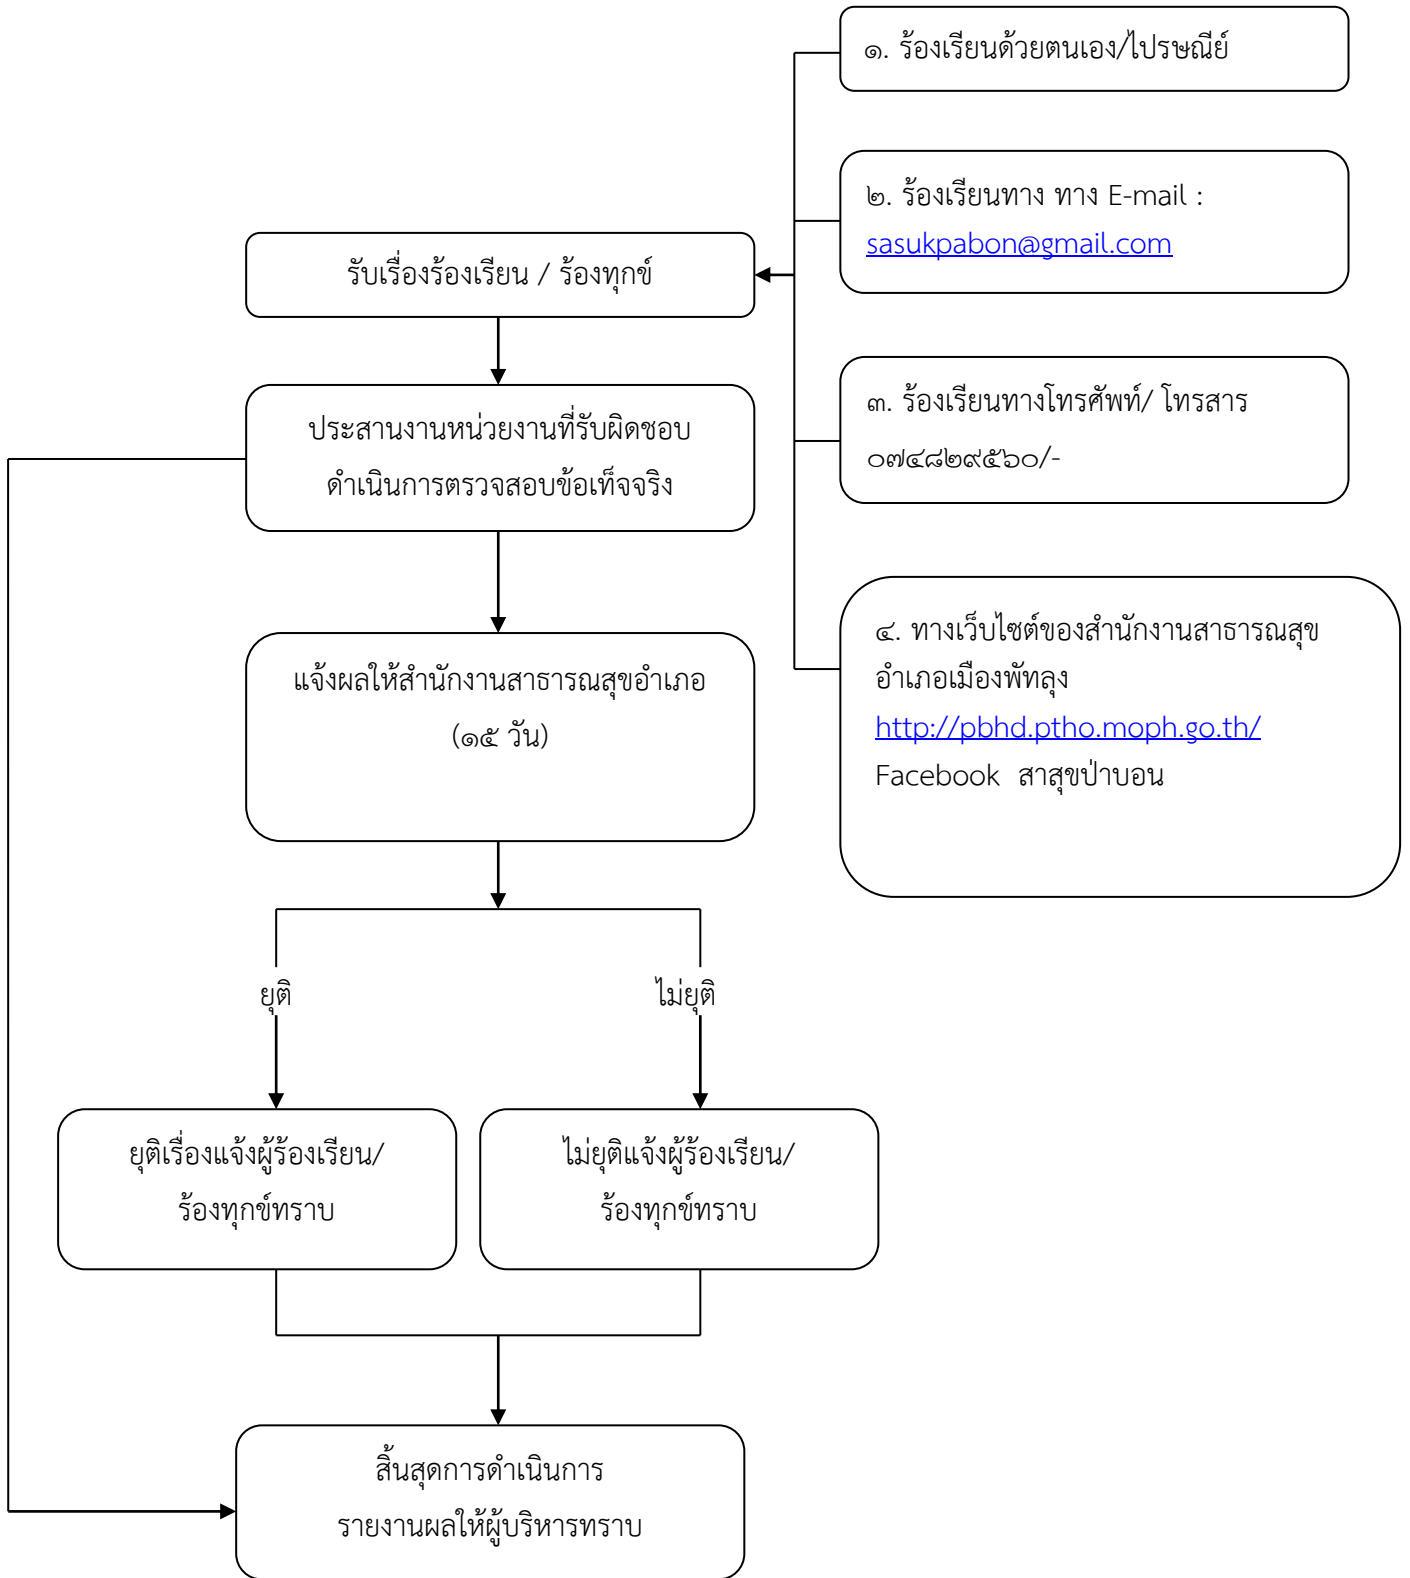 ๑. ร้องเรียนด้วยตนเอง/ไปรษณีย์
๒. ร้องเรียนทาง ทาง E-mail :
sasukpabon@gmail.com
๓. ร้องเรียนทางโทรศัพท์/ โทรสาร
๐๗๔๘๒๙๕๖๐/-
๔. ทางเว็บไซต์ของสำนักงานสาธารณสุข
อำเภอเมืองพัทลุง
http://pbhd.ptho.moph.go.th/
Facebook สาสุขป่าบอน
รับเรื่องร้องเรียน / ร้องทุกข์
ประสานงานหน่วยงานที่รับผิดชอบ
ดำเนินการตรวจสอบข้อเท็จจริง
แจ้งผลให้สำนักงานสาธารณสุขอำเภอ
(๑๕ วัน)
ยุติ
ไม่ยุติ
ยุติเรื่องแจ้งผู้ร้องเรียน/
ร้องทุกข์ทราบ
ไม่ยุติแจ้งผู้ร้องเรียน/
ร้องทุกข์ทราบ
สิ้นสุดการดำเนินการ
รายงานผลให้ผู้บริหารทราบ